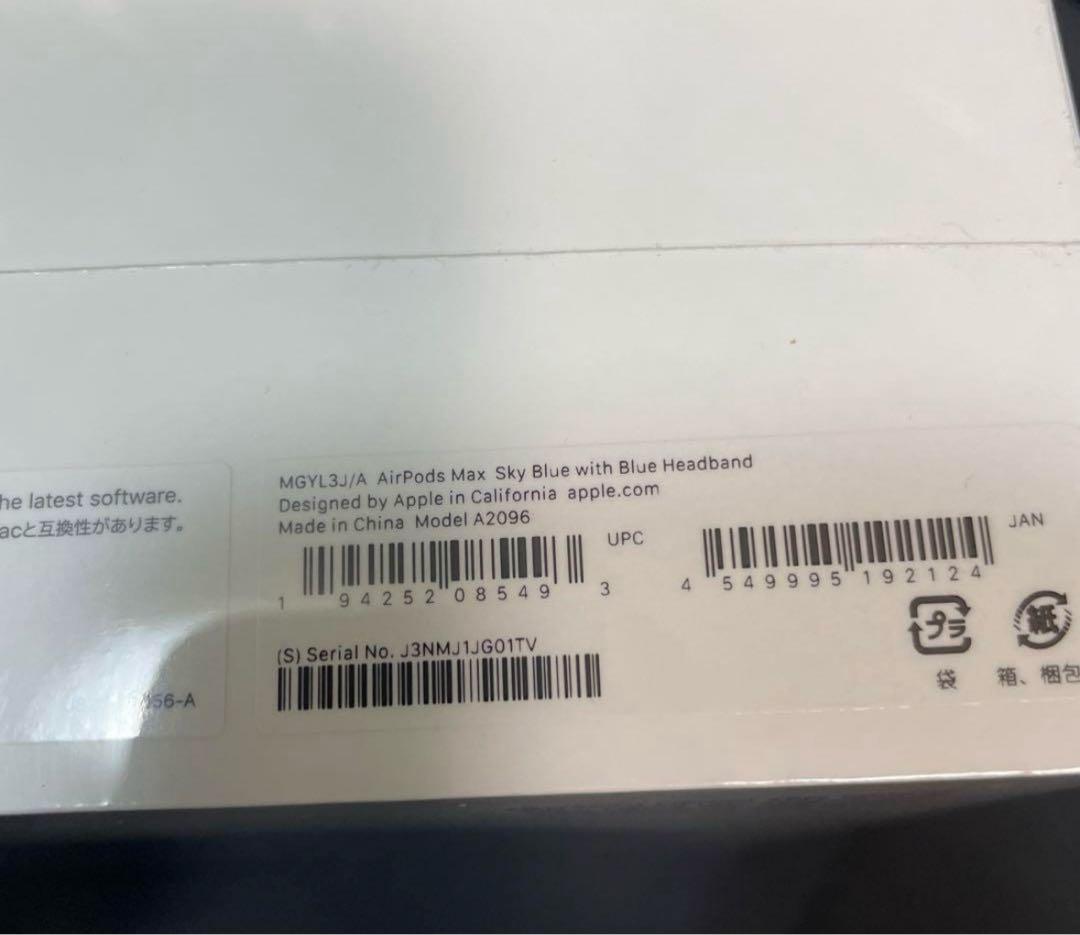 he latest software.
acと互換性があります。
56-A
MGYL3J/A AirPods Max Sky Blue with Blue Headband
Designed by Apple in California apple.com
Made in China Model A2096
UPC
1 94252 08549 3
JAN
4 549995 192124
(S) Serial No. J3NMJ1JG01TV
プラ
袋
紙
箱、梱包